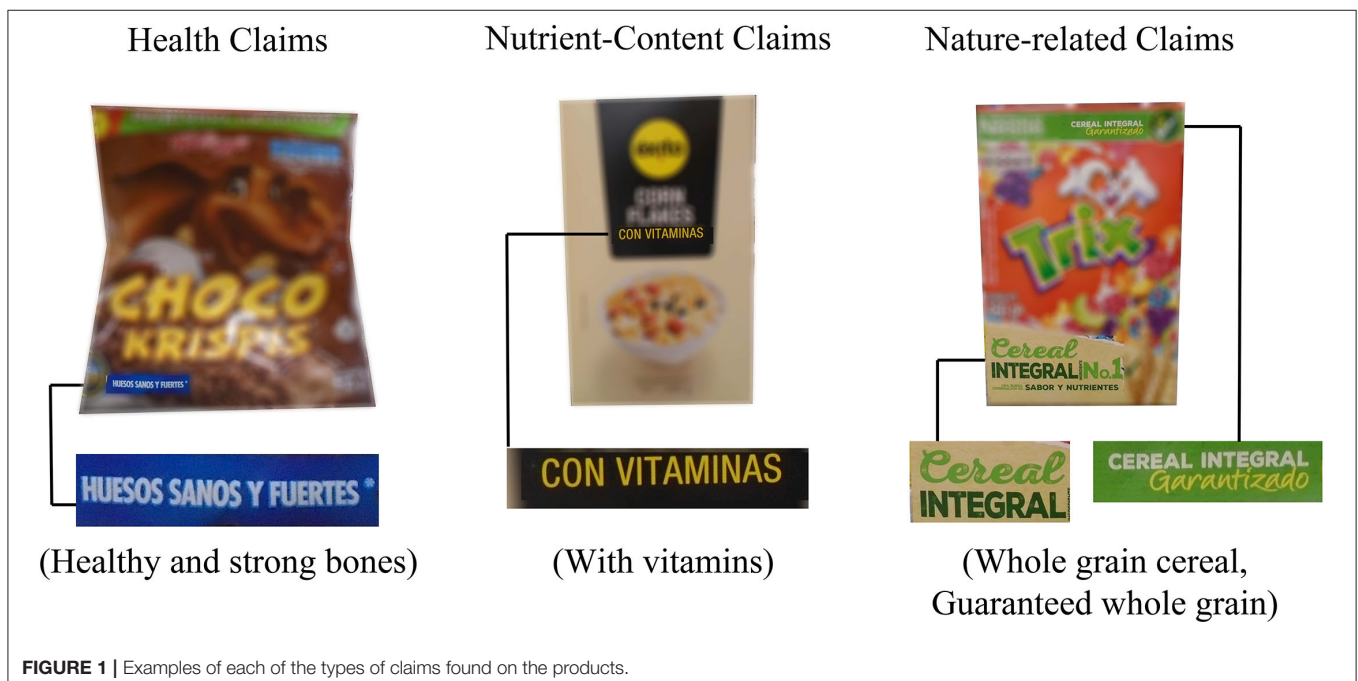 Health Claims
Nutrient-Content Claims
Nature-related Claims
CHOCO
KRISPIS
HUESOS SANOS Y FUERTES*
HUESOS SANOS Y FUERTES*
(Healthy and strong bones)
CORN
FLAKES
CON VITAMINAS
CON VITAMINAS
(With vitamins)
CEREAL INTEGRAL
Garantizado
Trix
Cereal
INTEGRAL No.1
SABOR Y NUTRIENTES
Cereal
INTEGRAL
CEREAL INTEGRAL
Garantizado
(Whole grain cereal,
Guaranteed whole grain)
FIGURE 1 | Examples of each of the types of claims found on the products.